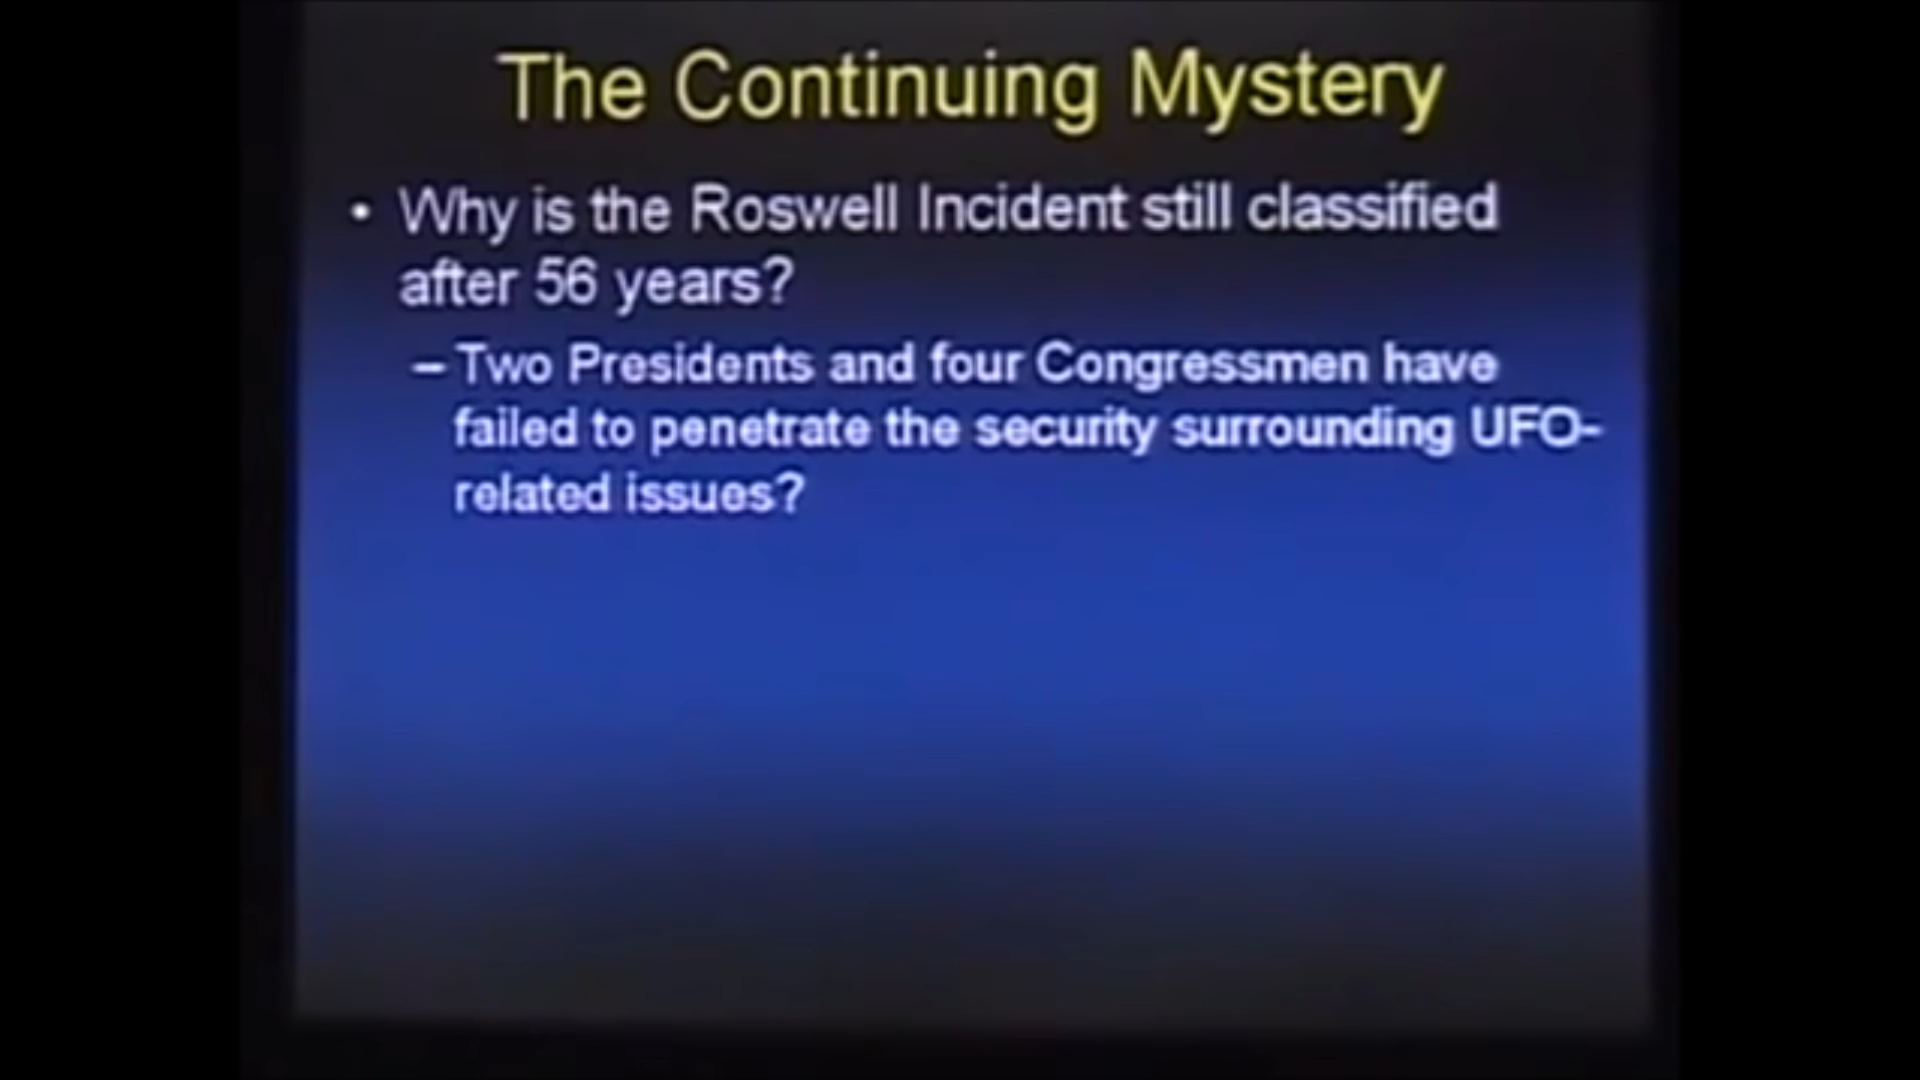 The Continuing Mystery
• Why is the Roswell Incident still classified
after 56 years?
– Two Presidents and four Congressmen have
failed to penetrate the security surrounding UFO-
related issues?